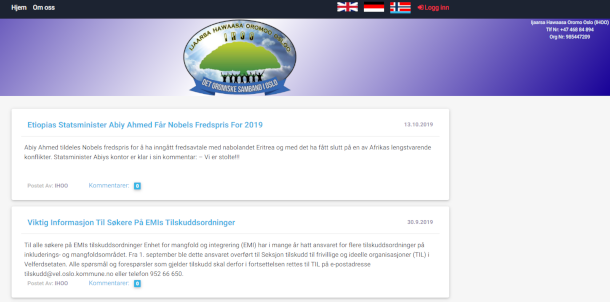 Hjem Om oss Logg inn
Ijaarsa Hawaasa Oromo Oslo (IHOO)
Tlf Nr: +47 468 84 894
Org Nr: 985447209
IJAARSA HAWAASA OROMO OSLO
DET OROMISKE SAMBAND I OSLO
Etiopias Statsminister Abiy Ahmed Får Nobels Fredspris For 2019 13.10.2019
Abiy Ahmed tildeles Nobels fredspris for å ha inngått fredsavtale med nabolandet Eritrea og med det ha fått slutt på en av Afrikas lengstvarende
konflikter. Statsminister Abiys kontor er klar i sin kommentar: – Vi er stolte!!!
Postet Av: IHOO Kommentarer: 0
Viktig Informasjon Til Søkere På EMIs Tilskuddsordninger 30.9.2019
Til alle søkere på EMIs tilskuddsordninger Enhet for mangfold og integrering (EMI) har i mange år hatt ansvaret for flere tilskuddsordninger på
inkluderings- og mangfoldsområdet. Fra 1. september ble dette ansvaret overført til Seksjon tilskudd til frivillige og ideelle organisasjoner (TIL) i
Velferdsetaten. Alle spørsmål og forespørsler som gjelder tilskudd skal derfor i fortsettelsen rettes til TIL på e-postadresse
tilskudd@vel.oslo.kommune.no eller telefon 952 66 650.
Postet Av: IHOO Kommentarer: 0